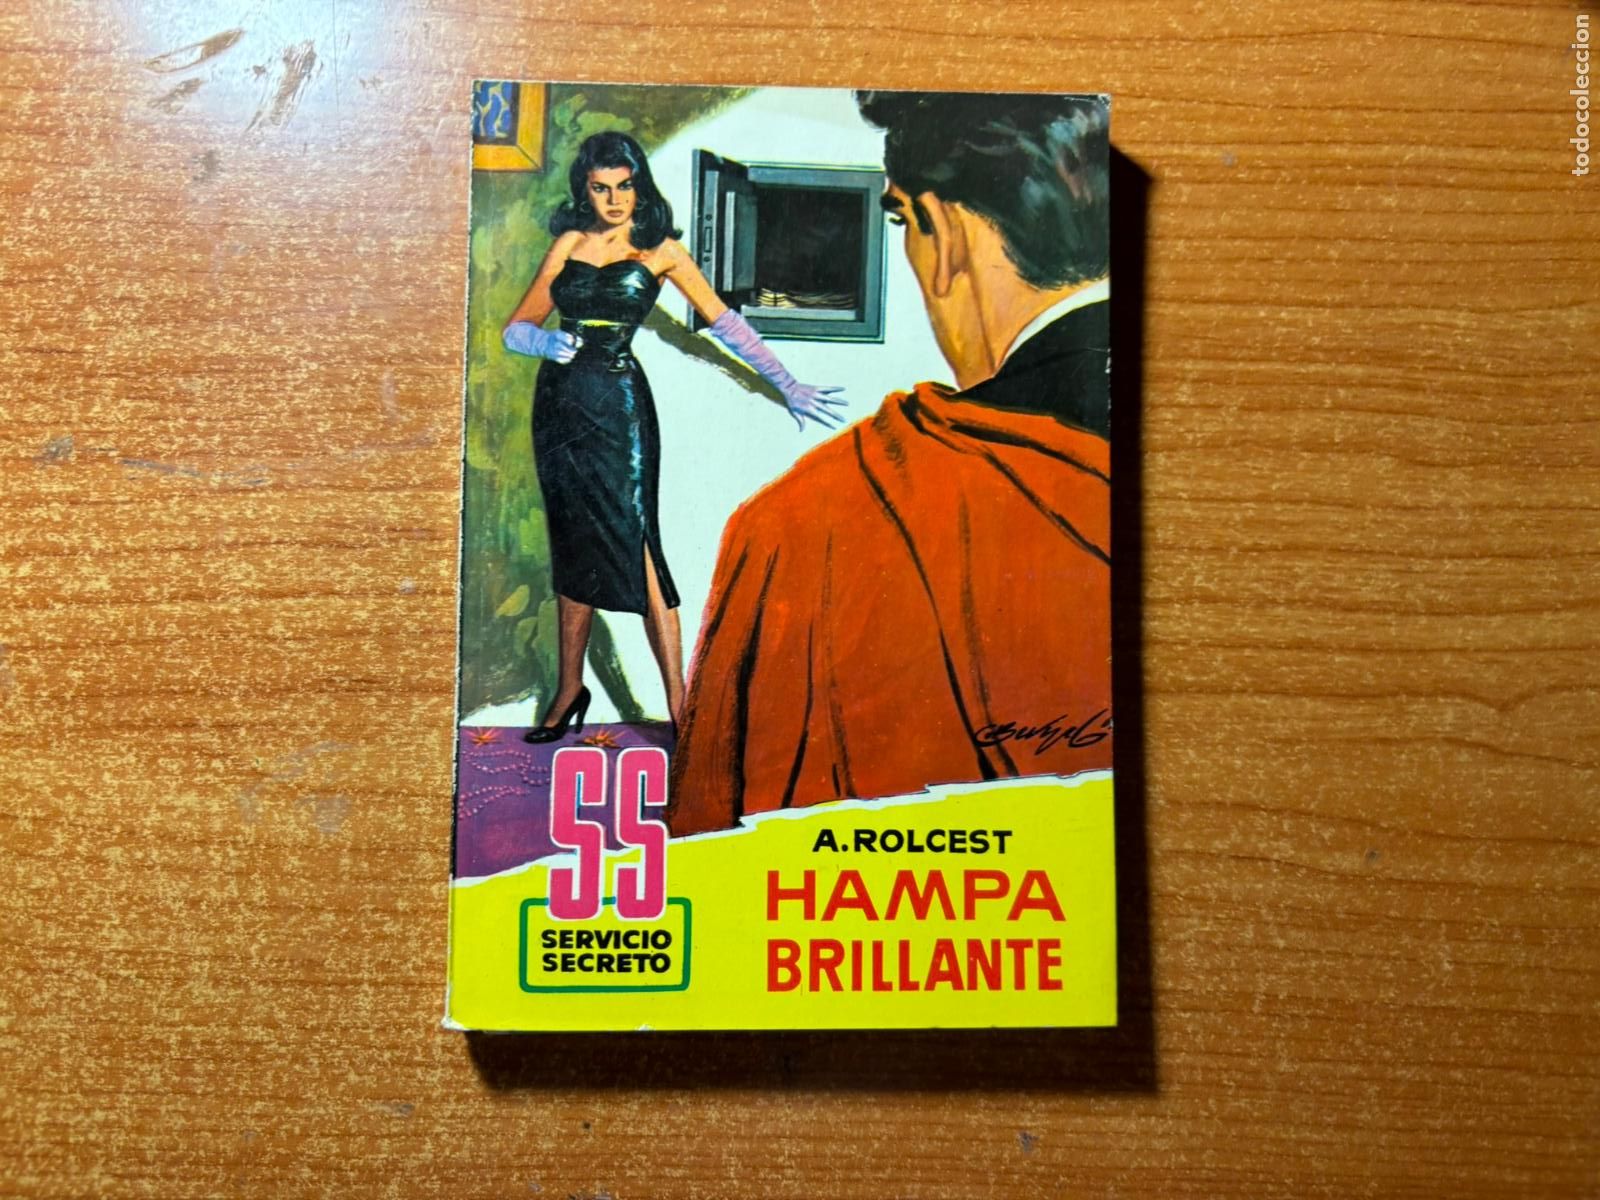 todocoleccion
SS
SERVICIO
SECRETO
A. ROLCEST
HAMPA
BRILLANTE